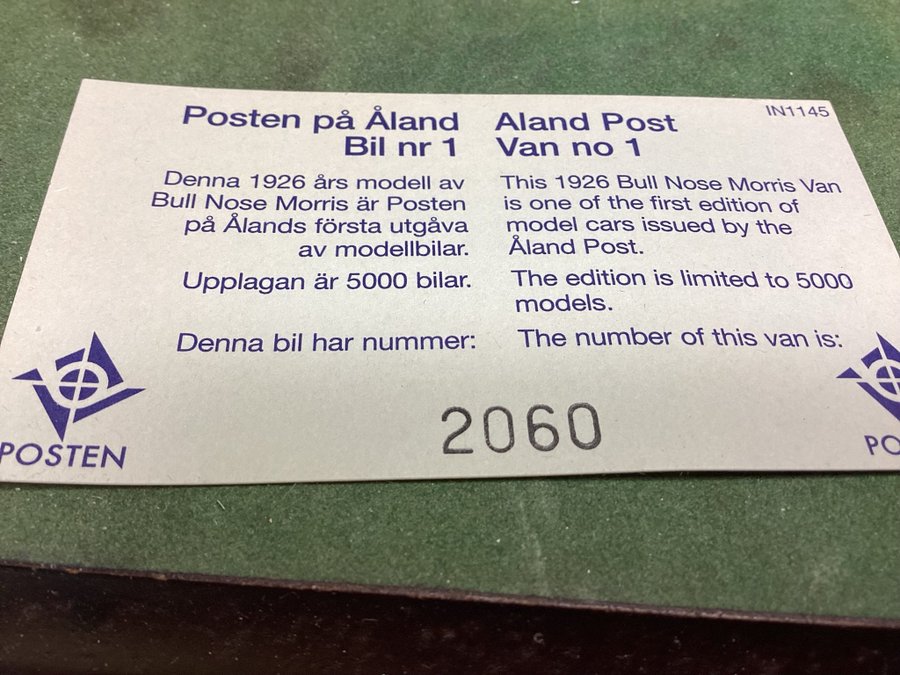 IN1145
Posten på Åland
Bil nr 1
Denna 1926 års modell av
Bull Nose Morris är Posten
på Ålands första utgåva
av modellbilar.
Upplagan är 5000 bilar.
Denna bil har nummer:
Aland Post
Van no 1
This 1926 Bull Nose Morris Van
is one of the first edition of
model cars issued by the
Åland Post.
The edition is limited to 5000
models.
The number of this van is:
2060
POSTEN
PO